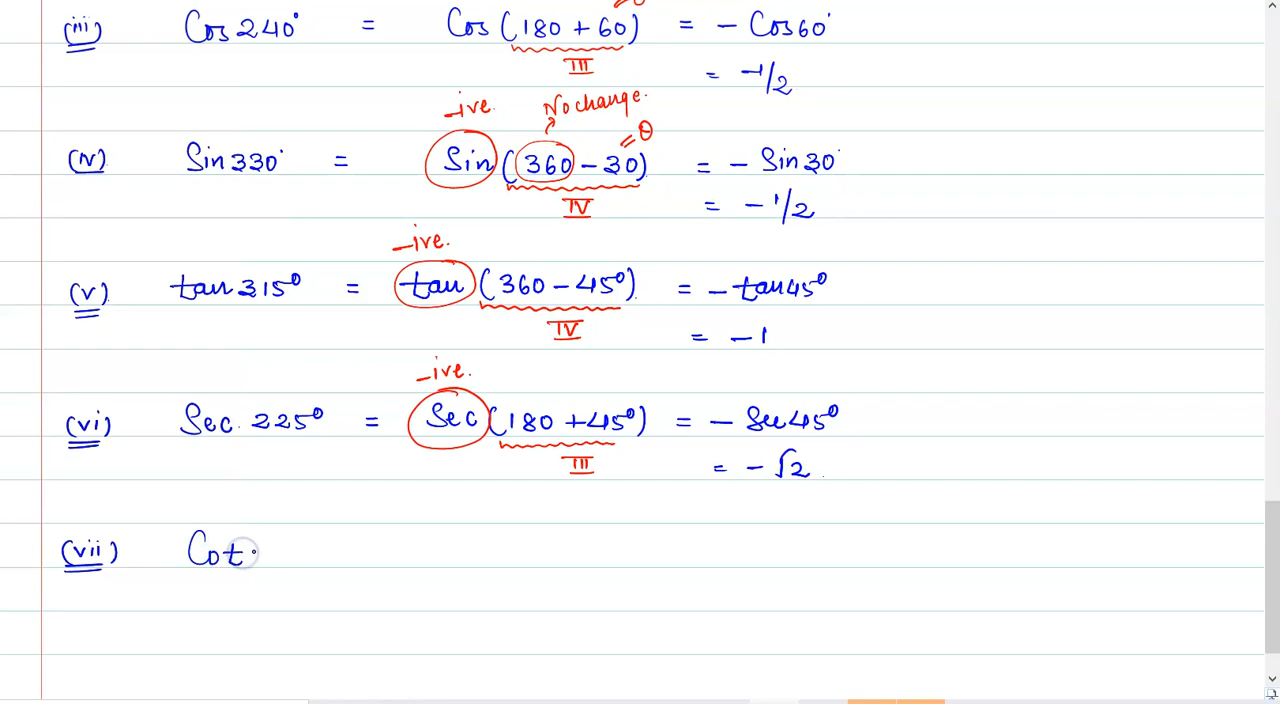 (iii) Cos 240° = Cos (180 + 60) = - Cos 60°
III
= -1/2
-ive. No change.
= θ
(iv) Sin 330° = Sin (360 - 30) = - Sin 30°
IV
= - 1/2
-ive.
(v) tan 315° = tan (360 - 45°) = - tan 45°
IV
= - 1
-ive.
(vi) Sec. 225° = Sec (180 + 45°) = - Sec 45°
III
= - √2
(vii) Cot